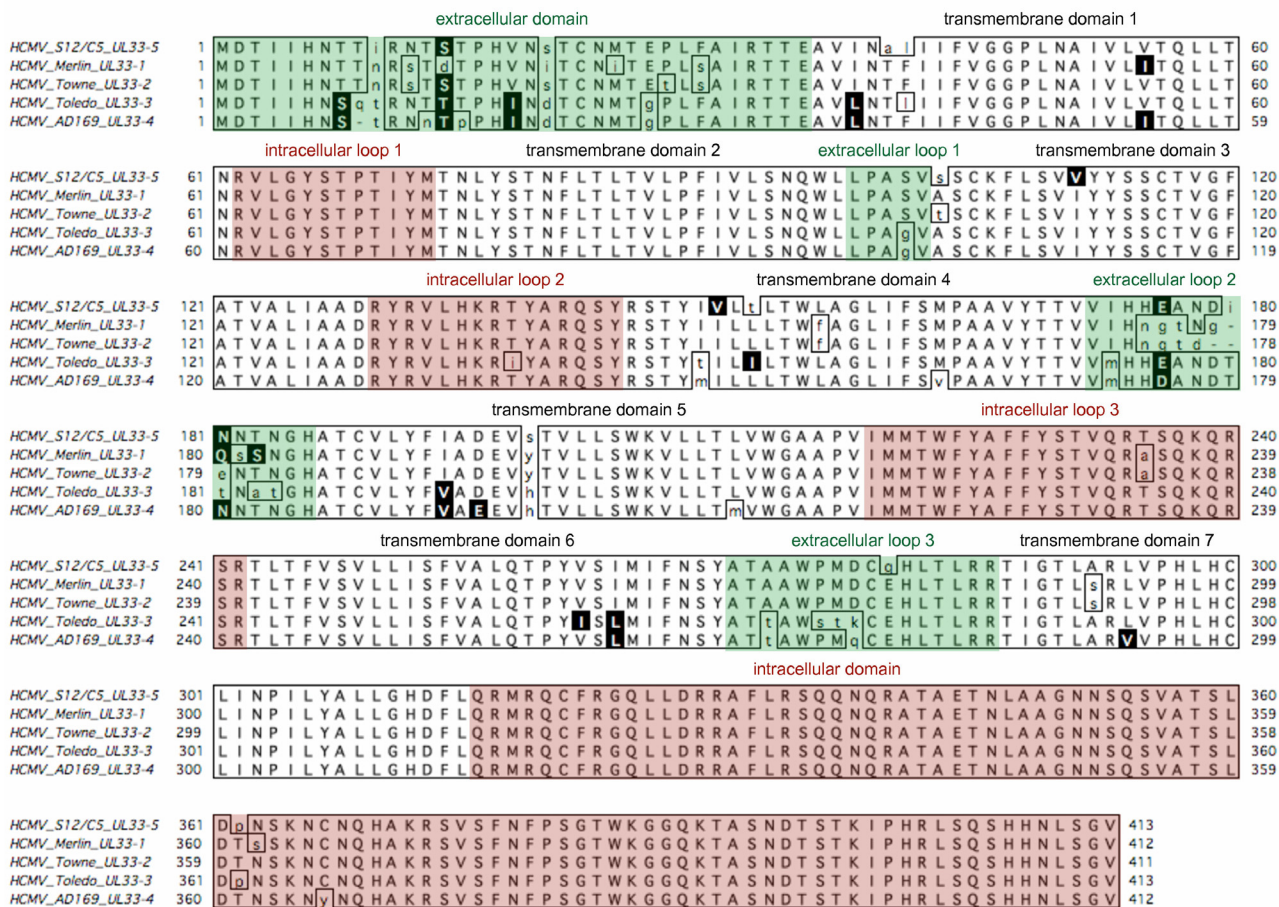 extracellular domain transmembrane domain 1
HCMV_S12/C5_UL33-5 1 MDTIIHNTTiRNTSTPHVNsTCNMTEPLFAIRTTEAVINalIIFVGGPLNAIVLVTQLLT 60
HCMV_Merlin_UL33-1 1 MDTIIHNTTnRsTdTPHVNiTCNiTEPLsAIRTTEAVINTFIIFVGGPLNAIVLITQLLT 60
HCMV_Towne_UL33-2 1 MDTIIHNTTnRsTSTPHVNsTCNMTEtLsAIRTTEAVINTFIIFVGGPLNAIVLVTQLLT 60
HCMV_Toledo_UL33-3 1 MDTIIHNSqtRNTTTPHINdTCNMTgPLFAIRTTEAVLNTlIIFVGGPLNAIVLVTQLLT 60
HCMV_AD169_UL33-4 1 MDTIIHNS-tRNnTpPHINdTCNMTgPLFAIRTTEAVLNTFIIFVGGPLNAIVLITQLLT 59
intracellular loop 1 transmembrane domain 2 extracellular loop 1 transmembrane domain 3
HCMV_S12/C5_UL33-5 61 NRVLGYSTPTIYMTNLYSTNFLTLTVLPFIVLSNQWLLPASVsSCKFLSVVYYSSCTVGF 120
HCMV_Merlin_UL33-1 61 NRVLGYSTPTIYMTNLYSTNFLTLTVLPFIVLSNQWLLPASVASCKFLSVIYYSSCTVGF 120
HCMV_Towne_UL33-2 61 NRVLGYSTPTIYMTNLYSTNFLTLTVLPFIVLSNQWLLPASVtSCKFLSVIYYSSCTVGF 120
HCMV_Toledo_UL33-3 61 NRVLGYSTPTIYMTNLYSTNFLTLTVLPFIVLSNQWLLPAgVASCKFLSVIYYSSCTVGF 120
HCMV_AD169_UL33-4 60 NRVLGYSTPTIYMTNLYSTNFLTLTVLPFIVLSNQWLLPAgVASCKFLSVIYYSSCTVGF 119
intracellular loop 2 transmembrane domain 4 extracellular loop 2
HCMV_S12/C5_UL33-5 121 ATVALIAADRYRVLHKRTYARQSYRSTYIVLtLTWLAGLIFSMPAAVYTTVVIHHEANDi 180
HCMV_Merlin_UL33-1 121 ATVALIAADRYRVLHKRTYARQSYRSTYIILLLTWfAGLIFSMPAAVYTTVVIHngtNg- 179
HCMV_Towne_UL33-2 121 ATVALIAADRYRVLHKRTYARQSYRSTYIILLLTWfAGLIFSMPAAVYTTVVIHngtd-- 178
HCMV_Toledo_UL33-3 121 ATVALIAADRYRVLHKRiYARQSYRSTYtILILTWLAGLIFSMPAAVYTTVVmHHEANDT 180
HCMV_AD169_UL33-4 120 ATVALIAADRYRVLHKRTYARQSYRSTYmILLLTWLAGLIFSvPAAVYTTVVmHHDANDT 179
transmembrane domain 5 intracellular loop 3
HCMV_S12/C5_UL33-5 181 NNTNGHATCVLYFIADEVsTVLLSWKVLLTLVWGAAPVIMMTWFYAFFYSTVQRTSQKQR 240
HCMV_Merlin_UL33-1 180 QsSNGHATCVLYFIADEVyTVLLSWKVLLTLVWGAAPVIMMTWFYAFFYSTVQRaSQKQR 239
HCMV_Towne_UL33-2 179 eNTNGHATCVLYFIADEVyTVLLSWKVLLTLVWGAAPVIMMTWFYAFFYSTVQRaSQKQR 238
HCMV_Toledo_UL33-3 181 tNatGHATCVLYFVADEVhTVLLSWKVLLTLVWGAAPVIMMTWFYAFFYSTVQRTSQKQR 240
HCMV_AD169_UL33-4 180 NNTNGHATCVLYFVAEEVhTVLLSWKVLLTmVWGAAPVIMMTWFYAFFYSTVQRTSQKQR 239
transmembrane domain 6 extracellular loop 3 transmembrane domain 7
HCMV_S12/C5_UL33-5 241 SRTLTFVSVLLISFVALQTPYVSIMIFNSYATAAWPMDCgHLTLRRTIGTLARLVPHLHC 300
HCMV_Merlin_UL33-1 240 SRTLTFVSVLLISFVALQTPYVSIMIFNSYATAAWPMDCEHLTLRRTIGTLsRLVPHLHC 299
HCMV_Towne_UL33-2 239 SRTLTFVSVLLISFVALQTPYVSIMIFNSYATAAWPMDCEHLTLRRTIGTLsRLVPHLHC 298
HCMV_Toledo_UL33-3 241 SRTLTFVSVLLISFVALQTPYISLMIFNSYATtAWstkCEHLTLRRTIGTLARLVPHLHC 300
HCMV_AD169_UL33-4 240 SRTLTFVSVLLISFVALQTPYVSLMIFNSYATtAWPMqCEHLTLRRTIGTLARVVPHLHC 299
intracellular domain
HCMV_S12/C5_UL33-5 301 LINPILYALLGHDFLQRMRQCFRGQLLDRRAFLRSQQNQRATAETNLAAGNNSQSVATSL 360
HCMV_Merlin_UL33-1 300 LINPILYALLGHDFLQRMRQCFRGQLLDRRAFLRSQQNQRATAETNLAAGNNSQSVATSL 359
HCMV_Towne_UL33-2 299 LINPILYALLGHDFLQRMRQCFRGQLLDRRAFLRSQQNQRATAETNLAAGNNSQSVATSL 358
HCMV_Toledo_UL33-3 301 LINPILYALLGHDFLQRMRQCFRGQLLDRRAFLRSQQNQRATAETNLAAGNNSQSVATSL 360
HCMV_AD169_UL33-4 300 LINPILYALLGHDFLQRMRQCFRGQLLDRRAFLRSQQNQRATAETNLAAGNNSQSVATSL 359
HCMV_S12/C5_UL33-5 361 DpNSKNCNQHAKRSVSFNFPSGTWKGGQKTASNDTSTKIPHRLSQSHHNLSGV 413
HCMV_Merlin_UL33-1 360 DTsSKNCNQHAKRSVSFNFPSGTWKGGQKTASNDTSTKIPHRLSQSHHNLSGV 412
HCMV_Towne_UL33-2 359 DTNSKNCNQHAKRSVSFNFPSGTWKGGQKTASNDTSTKIPHRLSQSHHNLSGV 411
HCMV_Toledo_UL33-3 361 DpNSKNCNQHAKRSVSFNFPSGTWKGGQKTASNDTSTKIPHRLSQSHHNLSGV 413
HCMV_AD169_UL33-4 360 DTNSKNyNQHAKRSVSFNFPSGTWKGGQKTASNDTSTKIPHRLSQSHHNLSGV 412